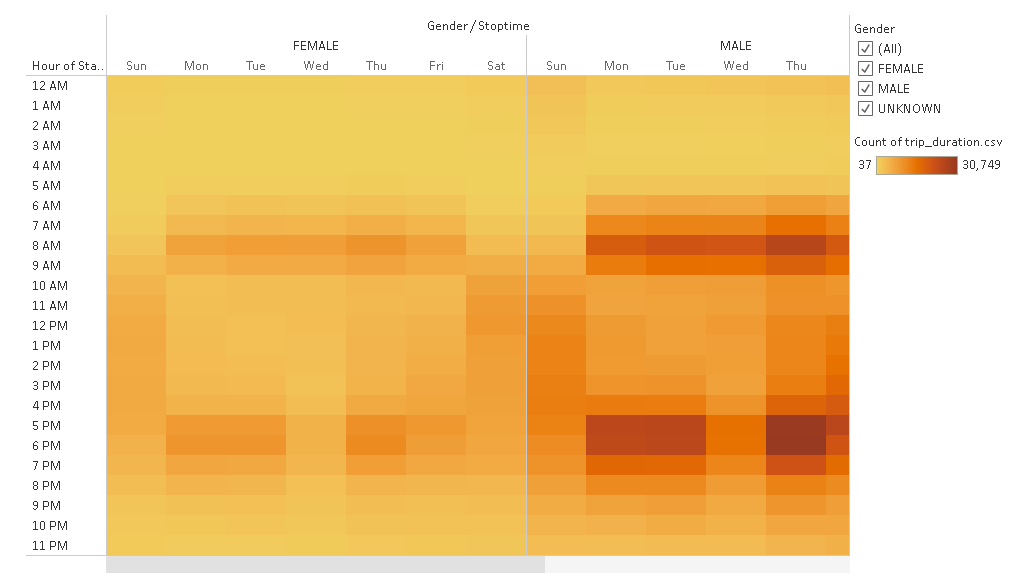 Gender / Stoptime
FEMALE MALE
Hour of Sta.. Sun Mon Tue Wed Thu Fri Sat Sun Mon Tue Wed Thu
12 AM
1 AM
2 AM
3 AM
4 AM
5 AM
6 AM
7 AM
8 AM
9 AM
10 AM
11 AM
12 PM
1 PM
2 PM
3 PM
4 PM
5 PM
6 PM
7 PM
8 PM
9 PM
10 PM
11 PM
Gender
(All)
FEMALE
MALE
UNKNOWN
Count of trip_duration.csv
37 30,749